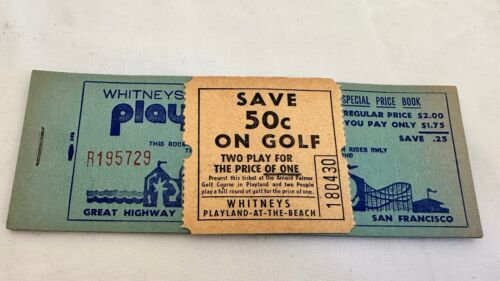 WHITNEYS
play
THIS BOOK
R195729
GREAT HIGHWAY
SAVE
50c
ON GOLF
TWO PLAY FOR
THE PRICE OF ONE
Present this ticket at the Arnold Palmer
Golf Course in Playland and two People
play a full round of golf for the price of one.
WHITNEYS
PLAYLAND-AT-THE-BEACH
180430
SPECIAL PRICE BOOK
REGULAR PRICE $2.00
YOU PAY ONLY $1.75
SAVE .25
RIDES ONLY
SAN FRANCISCO